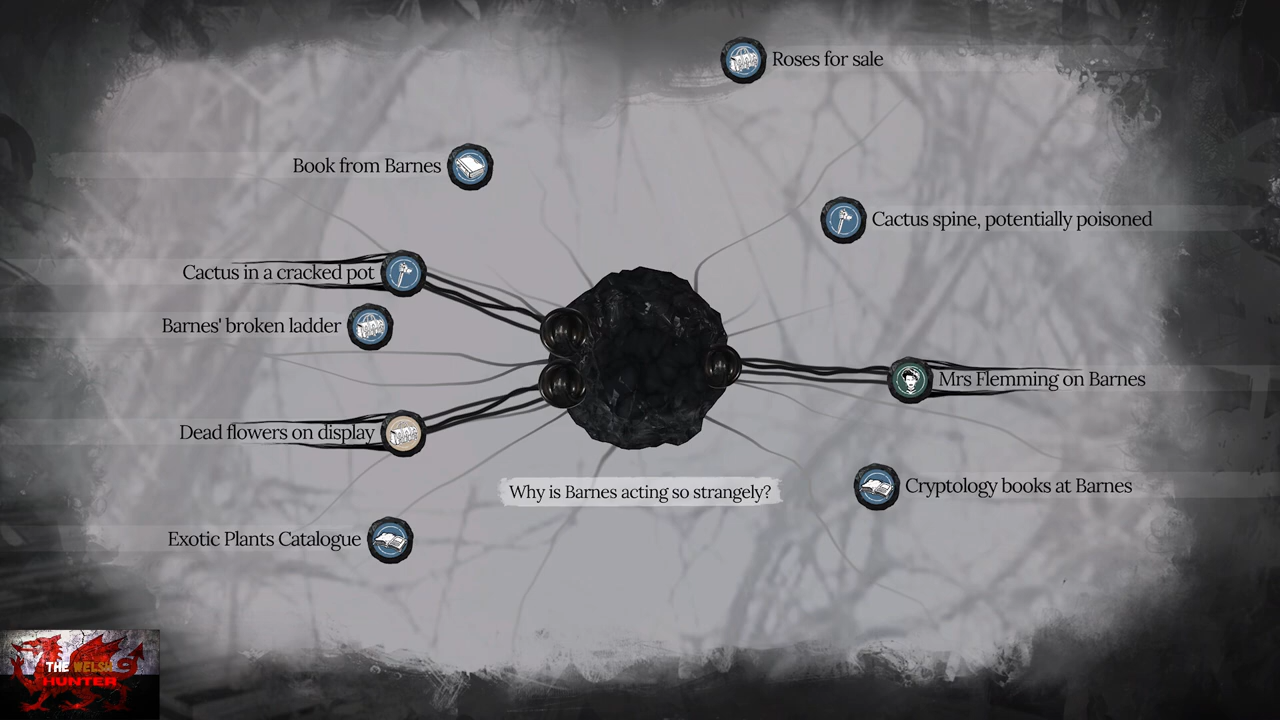 Roses for sale
Book from Barnes
Cactus spine, potentially poisoned
Cactus in a cracked pot
Barnes' broken ladder
Mrs Flemming on Barnes
Dead flowers on display
Cryptology books at Barnes
Why is Barnes acting so strangely?
Exotic Plants Catalogue
THE WELSH
HUNTER